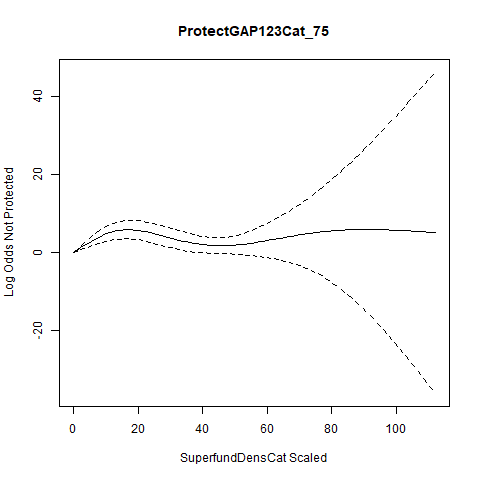 ProtectGAP123Cat_75
40
20
0
-20
Log Odds Not Protected
0 20 40 60 80 100
SuperfundDensCat Scaled